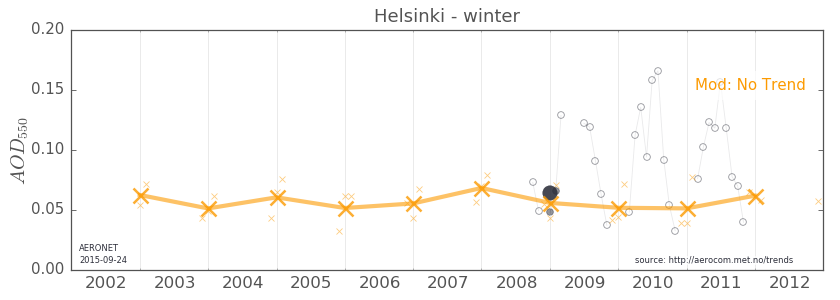 Helsinki - winter
0.20
0.15
0.10
0.05
0.00
AOD550
Mod: No Trend
AERONET
2015-09-24
source: http://aerocom.met.no/trends
2002 2003 2004 2005 2006 2007 2008 2009 2010 2011 2012